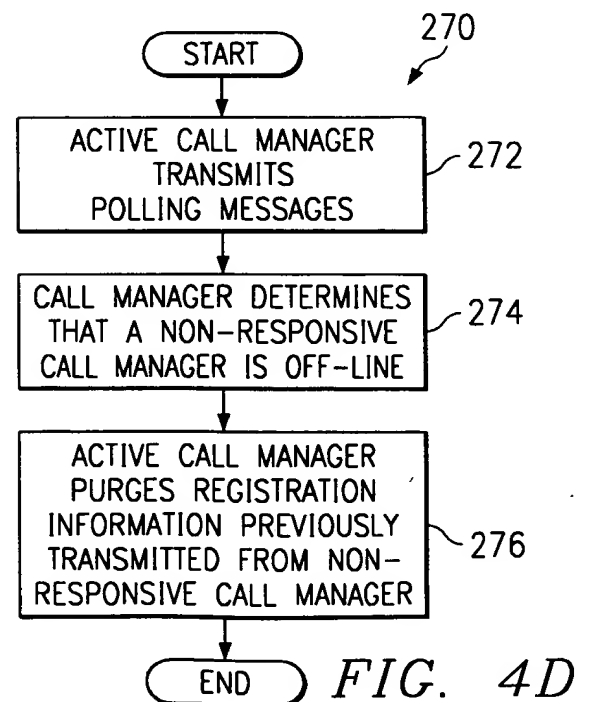 270
START
ACTIVE CALL MANAGER
TRANSMITS
POLLING MESSAGES
272
CALL MANAGER DETERMINES
THAT A NON-RESPONSIVE
CALL MANAGER IS OFF-LINE
274
ACTIVE CALL MANAGER
PURGES REGISTRATION
INFORMATION PREVIOUSLY
TRANSMITTED FROM NON-
RESPONSIVE CALL MANAGER
276
END
FIG. 4D